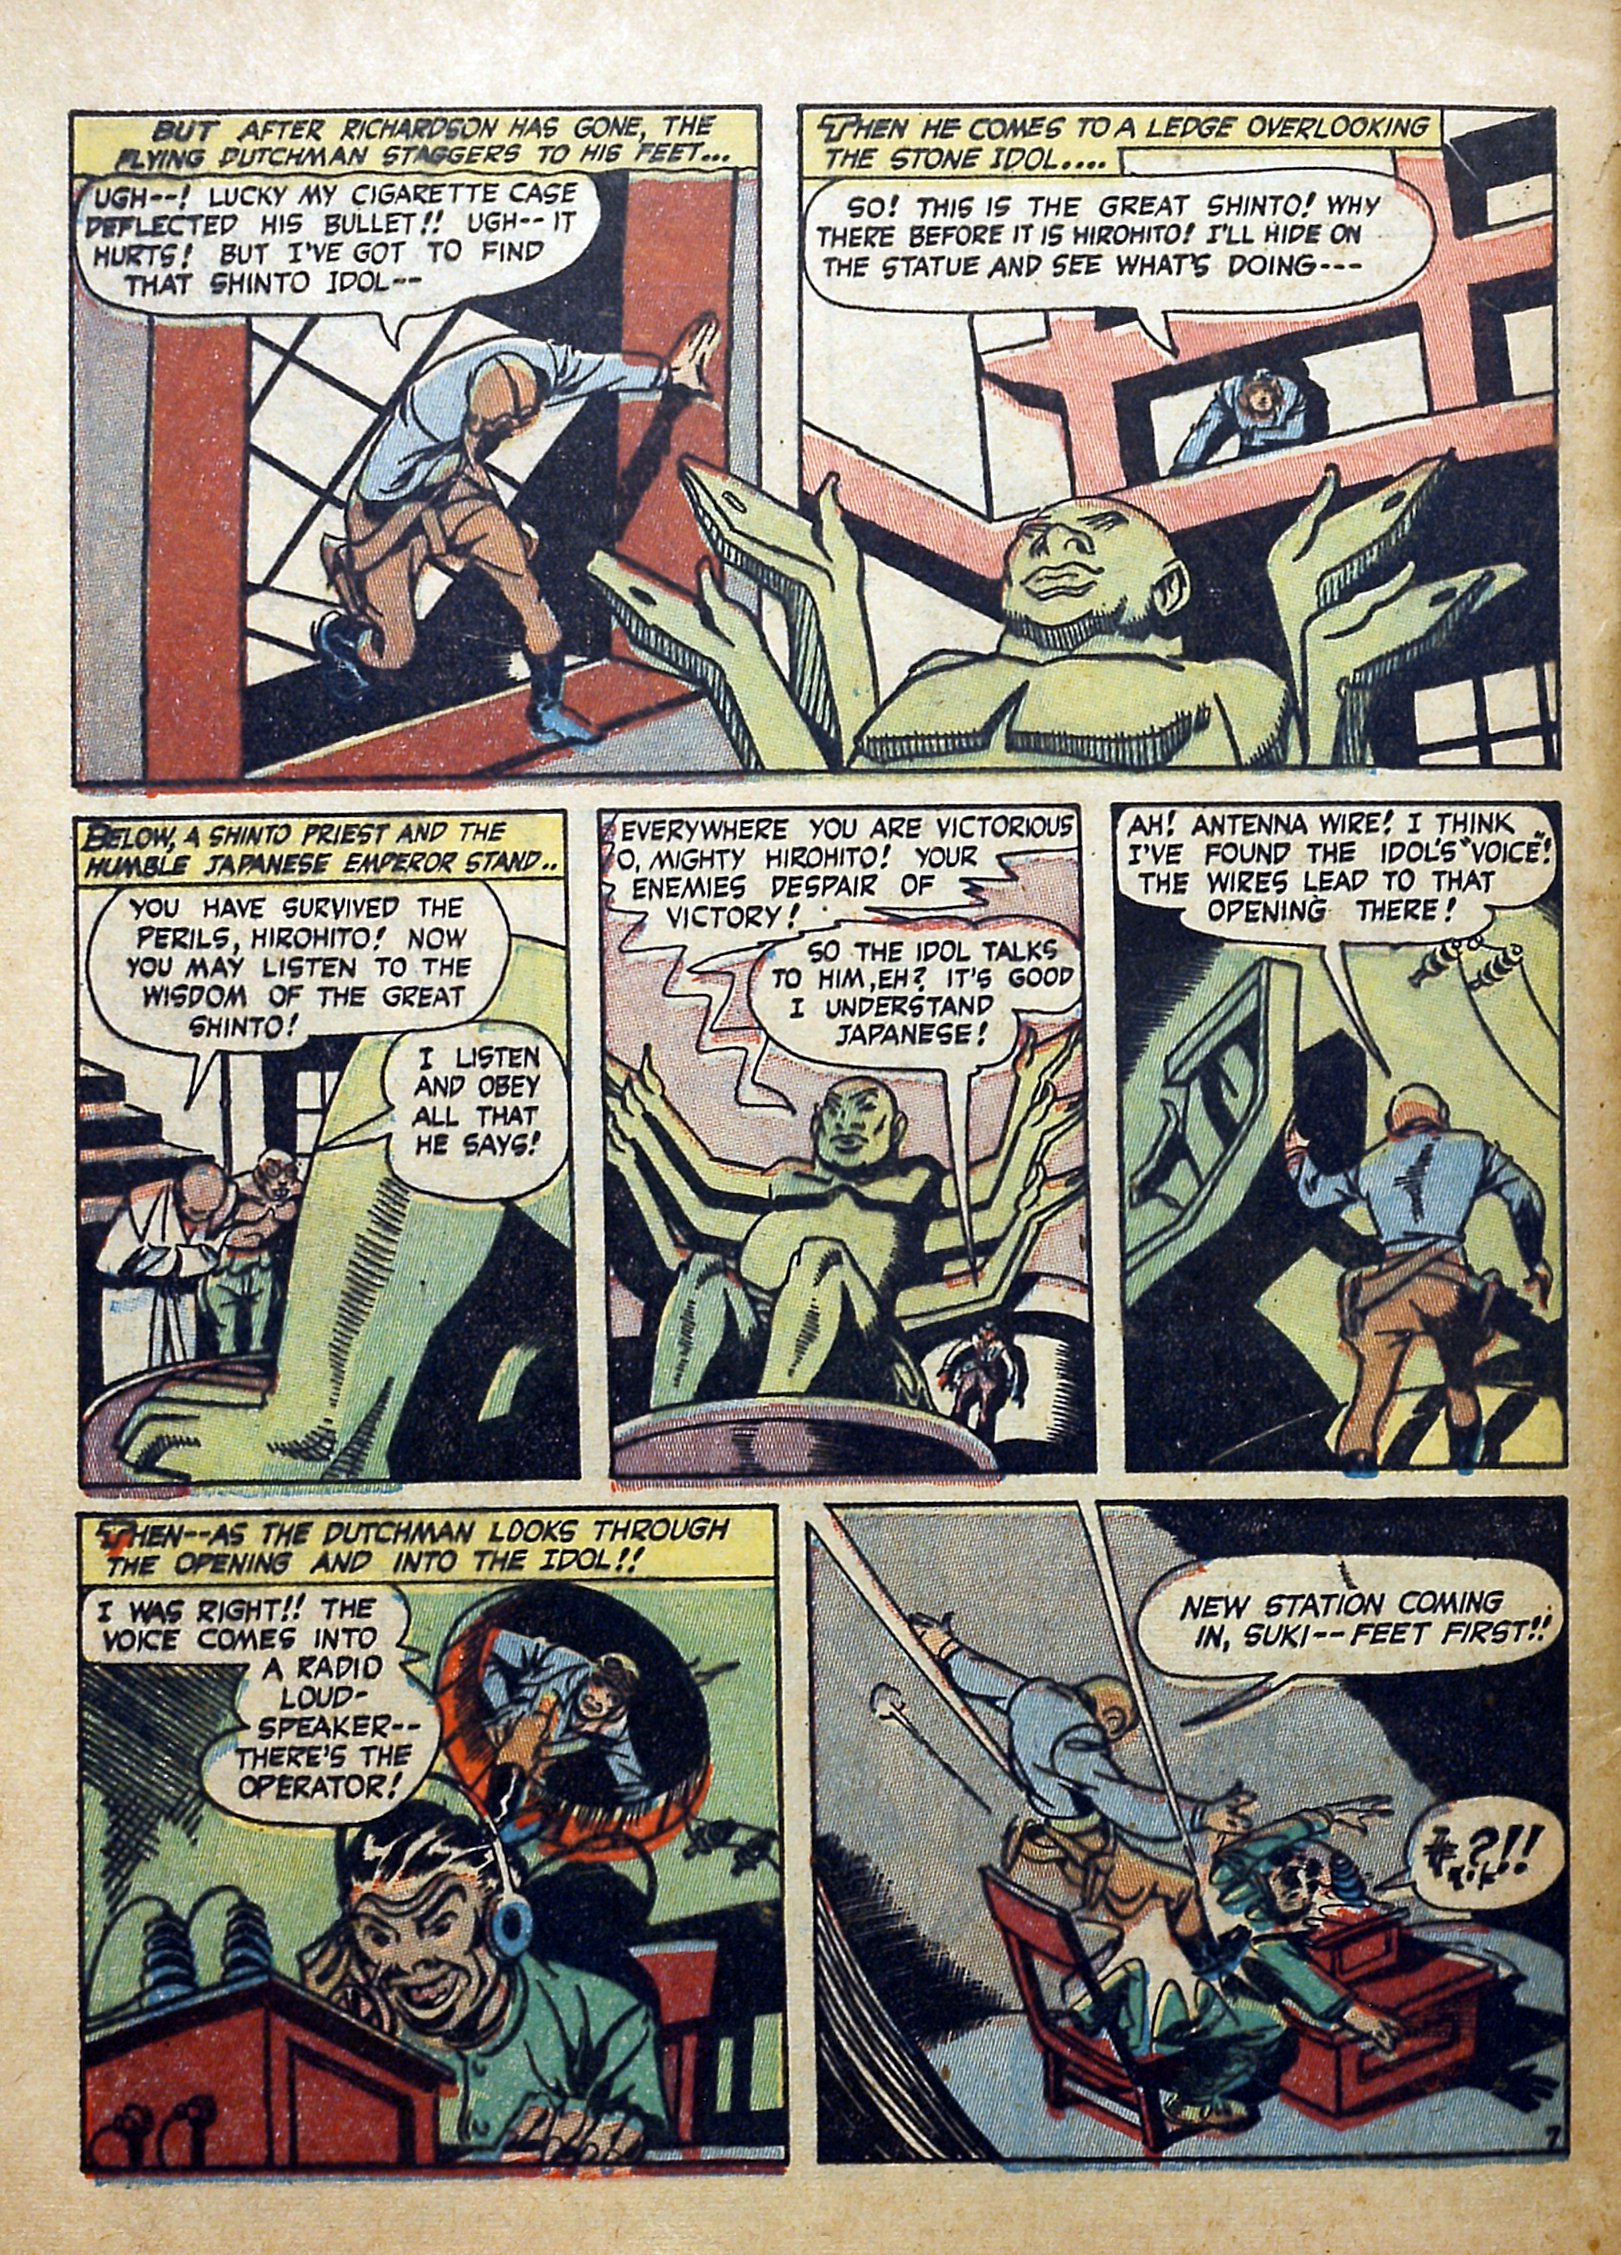 BUT AFTER RICHARDSON HAS GONE, THE
FLYING DUTCHMAN STAGGERS TO HIS FEET...
UGH--! LUCKY MY CIGARETTE CASE
DEFLECTED HIS BULLET!! UGH-- IT
HURTS! BUT I'VE GOT TO FIND
THAT SHINTO IDOL--
THEN HE COMES TO A LEDGE OVERLOOKING
THE STONE IDOL.....
SO! THIS IS THE GREAT SHINTO! WHY
THERE BEFORE IT IS HIROHITO! I'LL HIDE ON
THE STATUE AND SEE WHAT'S DOING---
BELOW, A SHINTO PRIEST AND THE
HUMBLE JAPANESE EMPEROR STAND..
YOU HAVE SURVIVED THE
PERILS, HIROHITO! NOW
YOU MAY LISTEN TO THE
WISDOM OF THE GREAT
SHINTO!
I LISTEN
AND OBEY
ALL THAT
HE SAYS!
EVERYWHERE YOU ARE VICTORIOUS
O, MIGHTY HIROHITO! YOUR
ENEMIES DESPAIR OF
VICTORY!
SO THE IDOL TALKS
TO HIM, EH? IT'S GOOD
I UNDERSTAND
JAPANESE!
AH! ANTENNA WIRE! I THINK
I'VE FOUND THE IDOL'S "VOICE"!
THE WIRES LEAD TO THAT
OPENING THERE!
THEN--AS THE DUTCHMAN LOOKS THROUGH
THE OPENING AND INTO THE IDOL!!
I WAS RIGHT!! THE
VOICE COMES INTO
A RADIO
LOUD-
SPEAKER--
THERE'S THE
OPERATOR!
NEW STATION COMING
IN, SUKI-- FEET FIRST!!
#?!!
7